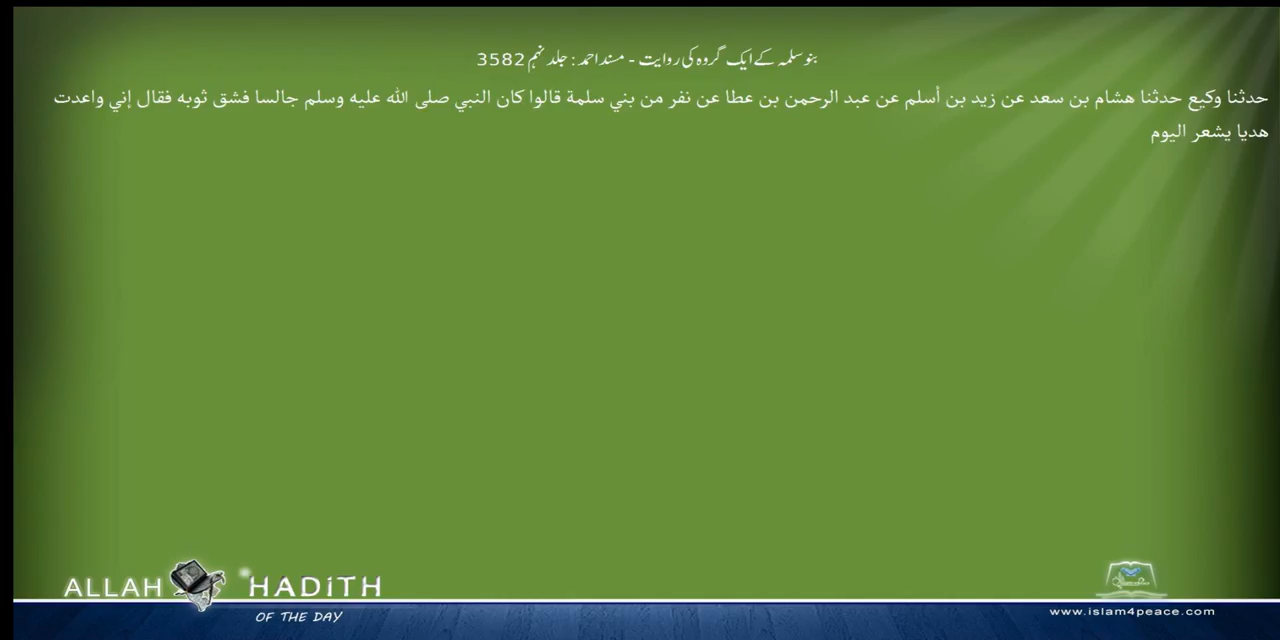 بنو سلمہ کے ایک گروہ کی روایت - مسند احمد : جلد نہم 3582
حدثنا وكيع حدثنا هشام بن سعد عن زيد بن أسلم عن عبد الرحمن بن عطا عن نفر من بني سلمة قالوا كان النبي صلى الله عليه وسلم جالسا فشق ثوبه فقال إني واعدت
هديا يشعر اليوم
ALLAH HADITH
OF THE DAY
www.islam4peace.com